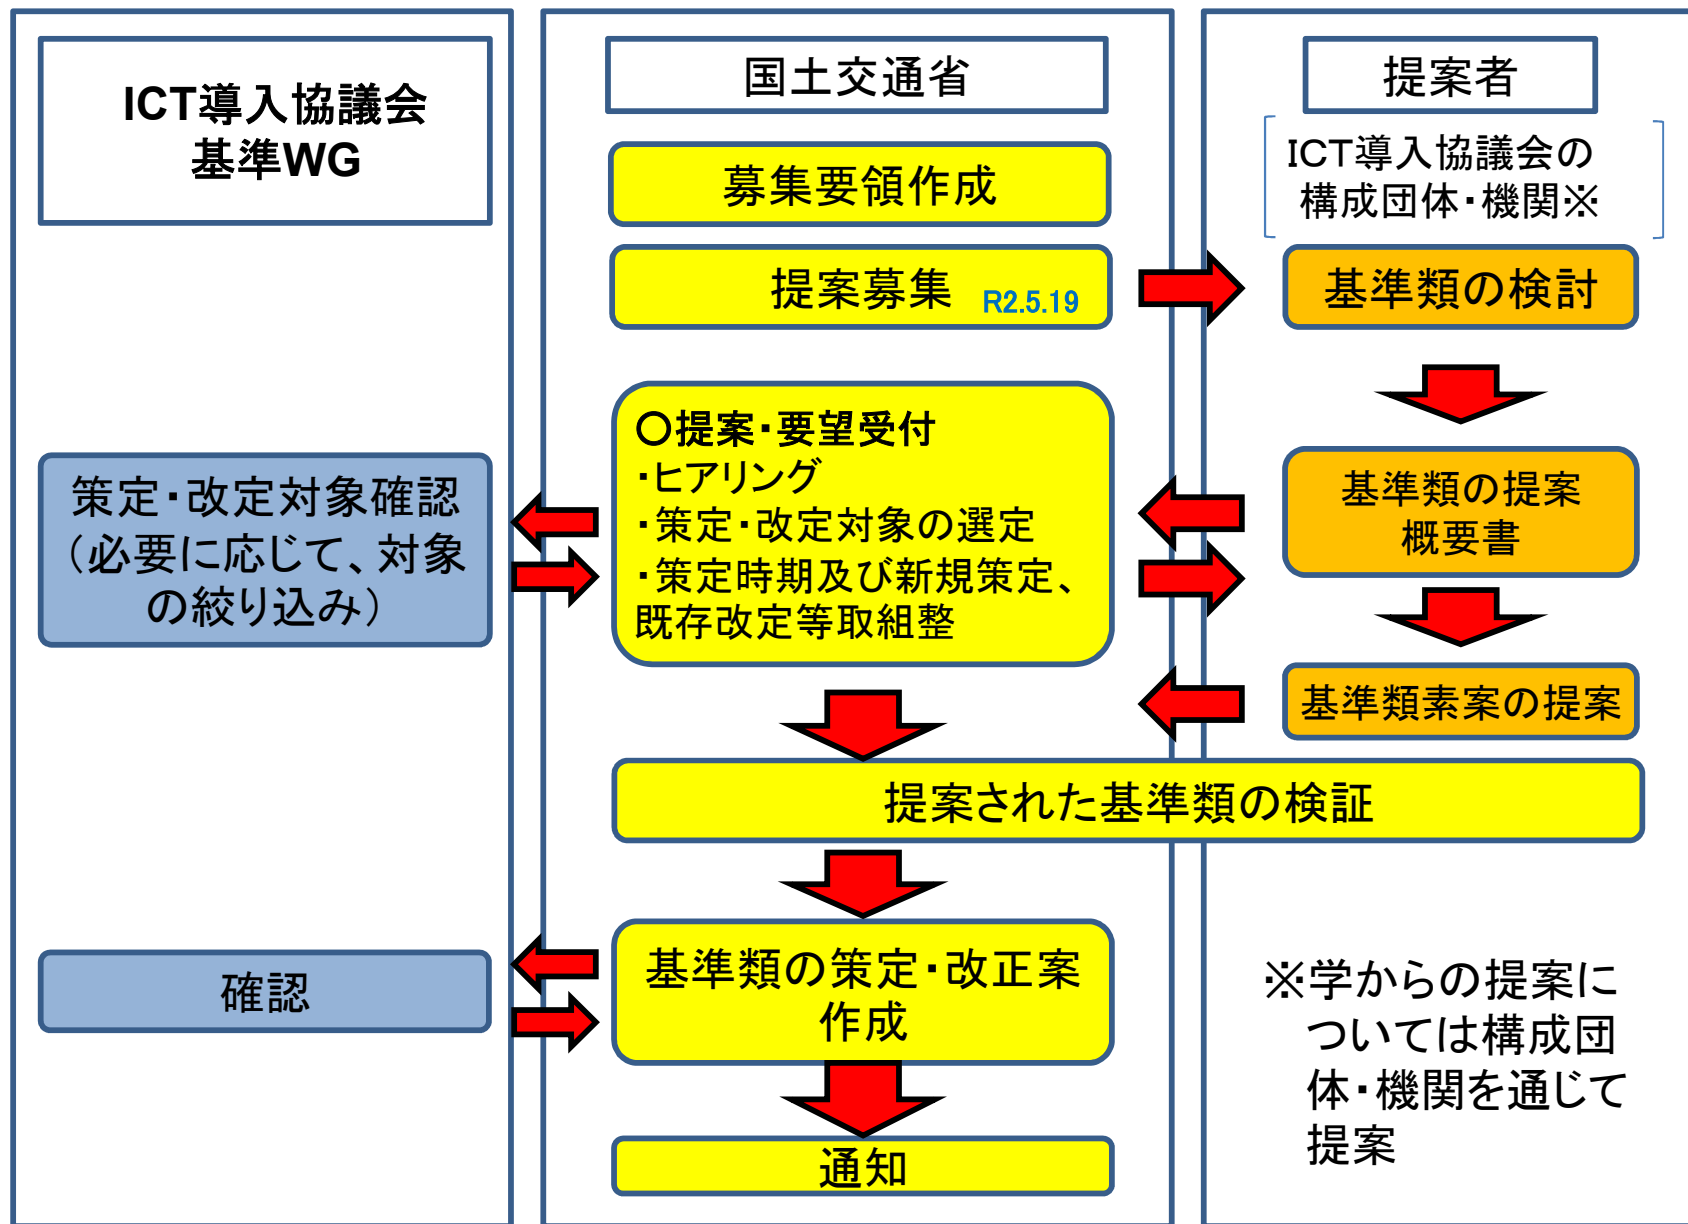 ICT導入協議会
基準WG
策定・改定対象確認
（必要に応じて、対象
の絞り込み）
確認
国土交通省
募集要領作成
提案募集 R2.5.19
○提案・要望受付
・ヒアリング
・策定・改定対象の選定
・策定時期及び新規策定、
既存改定等取組整
提案された基準類の検証
基準類の策定・改正案
作成
通知
提案者
ICT導入協議会の
構成団体・機関※
基準類の検討
基準類の提案
概要書
基準類素案の提案
※学からの提案に
ついては構成団
体・機関を通じて
提案